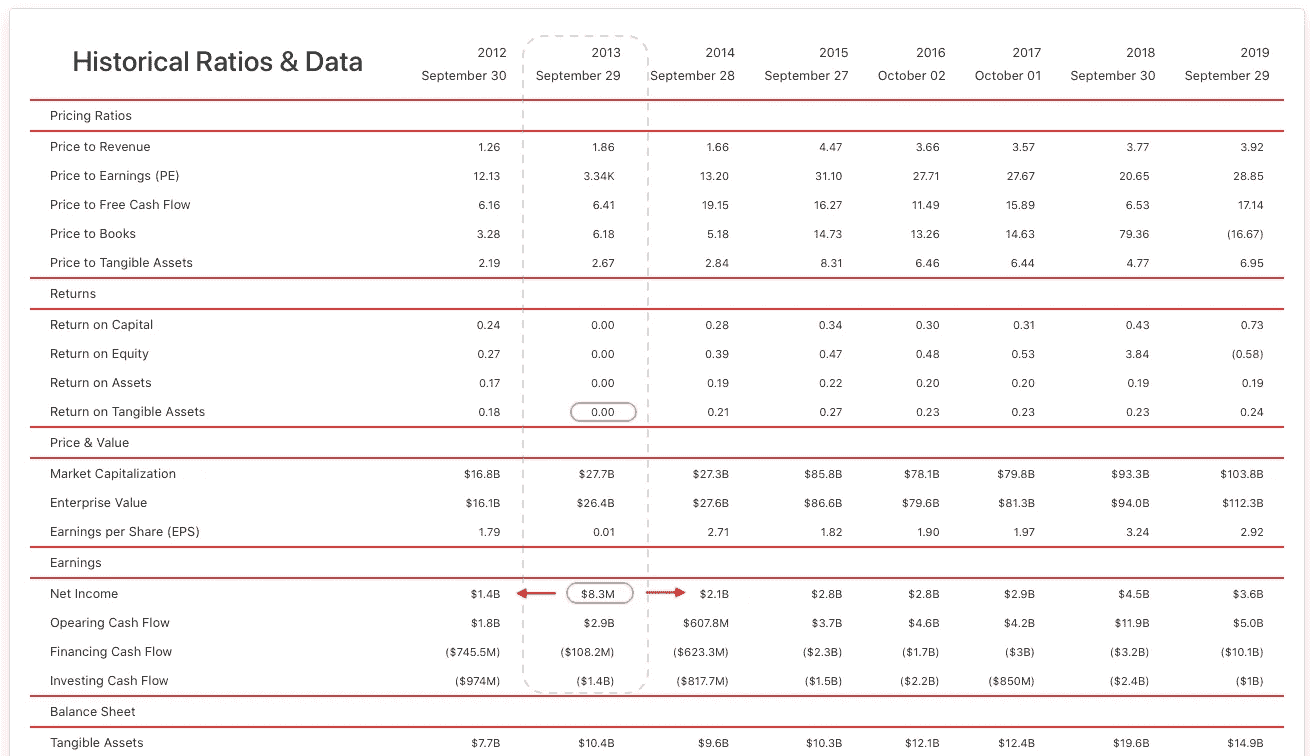 Historical Ratios & Data 2012 2013 2014 2015 2016 2017 2018 2019
September 30 September 29 September 28 September 27 October 02 October 01 September 30 September 29
Pricing Ratios
Price to Revenue 1.26 1.86 1.66 4.47 3.66 3.57 3.77 3.92
Price to Earnings (PE) 12.13 3.34K 13.20 31.10 27.71 27.67 20.65 28.85
Price to Free Cash Flow 6.16 6.41 19.15 16.27 11.49 15.89 6.53 17.14
Price to Books 3.28 6.18 5.18 14.73 13.26 14.63 79.36 (16.67)
Price to Tangible Assets 2.19 2.67 2.84 8.31 6.46 6.44 4.77 6.95
Returns
Return on Capital 0.24 0.00 0.28 0.34 0.30 0.31 0.43 0.73
Return on Equity 0.27 0.00 0.39 0.47 0.48 0.53 3.84 (0.58)
Return on Assets 0.17 0.00 0.19 0.22 0.20 0.20 0.19 0.19
Return on Tangible Assets 0.18 0.00 0.21 0.27 0.23 0.23 0.23 0.24
Price & Value
Market Capitalization $16.8B $27.7B $27.3B $85.8B $78.1B $79.8B $93.3B $103.8B
Enterprise Value $16.1B $26.4B $27.6B $86.6B $79.6B $81.3B $94.0B $112.3B
Earnings per Share (EPS) 1.79 0.01 2.71 1.82 1.90 1.97 3.24 2.92
Earnings
Net Income $1.4B $8.3M $2.1B $2.8B $2.8B $2.9B $4.5B $3.6B
Opearing Cash Flow $1.8B $2.9B $607.8M $3.7B $4.6B $4.2B $11.9B $5.0B
Financing Cash Flow ($745.5M) ($108.2M) ($623.3M) ($2.3B) ($1.7B) ($3B) ($3.2B) ($10.1B)
Investing Cash Flow ($974M) ($1.4B) ($817.7M) ($1.5B) ($2.2B) ($850M) ($2.4B) ($1B)
Balance Sheet
Tangible Assets $7.7B $10.4B $9.6B $10.3B $12.1B $12.4B $19.6B $14.9B